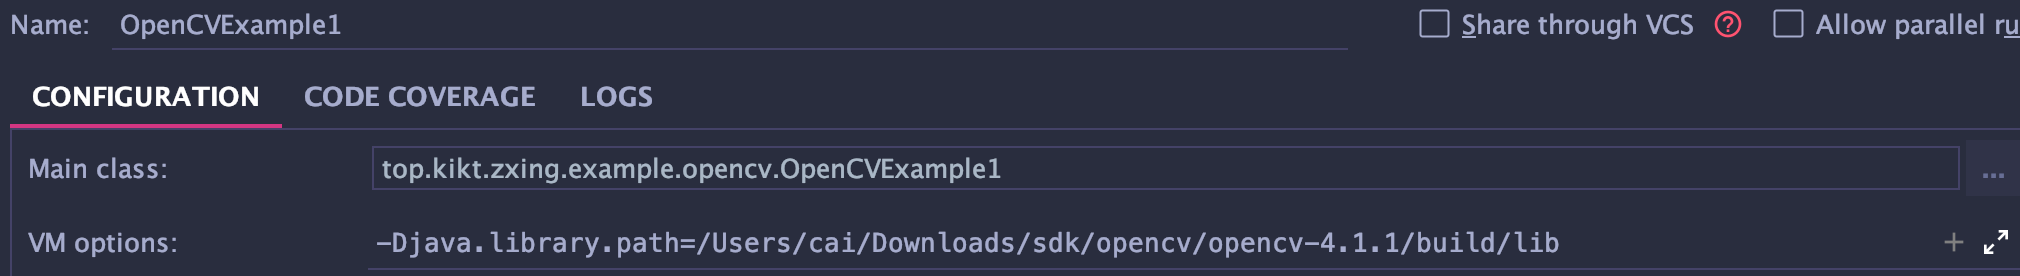 Name: OpenCVExample1 Share through VCS ? Allow parallel ru
CONFIGURATION CODE COVERAGE LOGS
Main class: top.kikt.zxing.example.opencv.OpenCVExample1 ...
VM options: -Djava.library.path=/Users/cai/Downloads/sdk/opencv/opencv-4.1.1/build/lib +